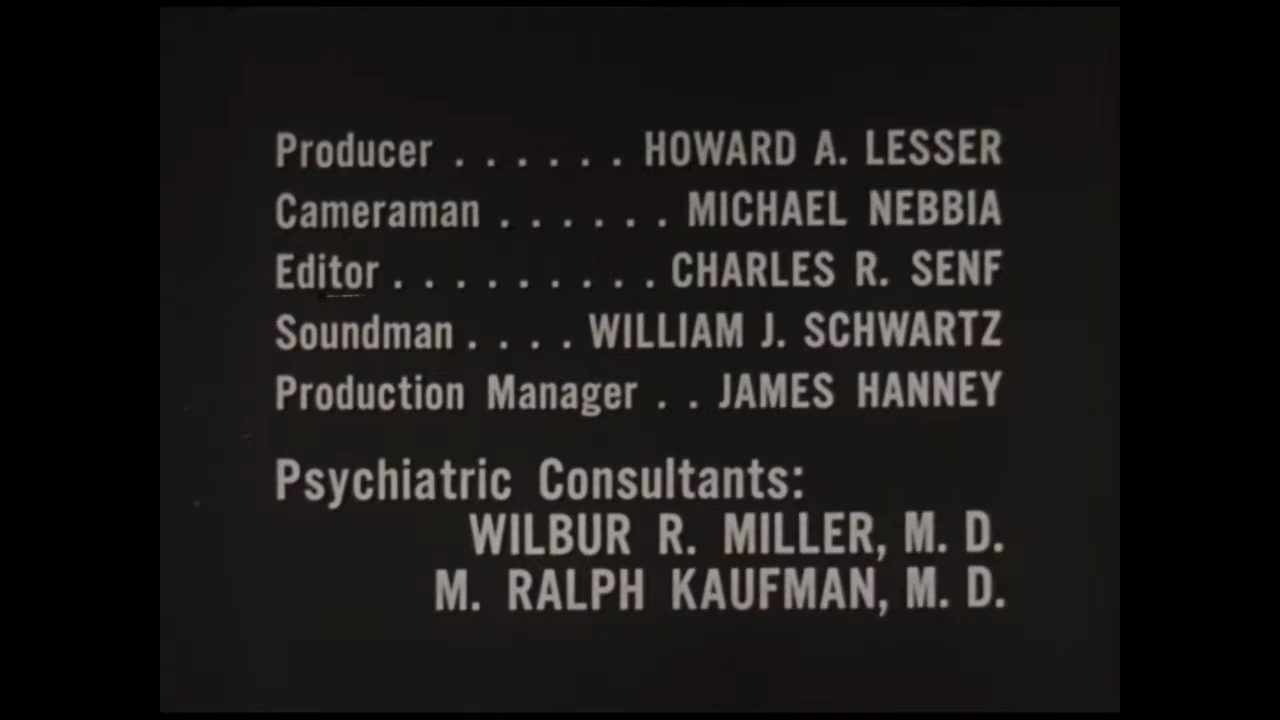 Producer . . . . . . HOWARD A. LESSER
Cameraman . . . . . . MICHAEL NEBBIA
Editor . . . . . . . . . CHARLES R. SENF
Soundman . . . . WILLIAM J. SCHWARTZ
Production Manager . . JAMES HANNEY
Psychiatric Consultants:
WILBUR R. MILLER, M. D.
M. RALPH KAUFMAN, M. D.